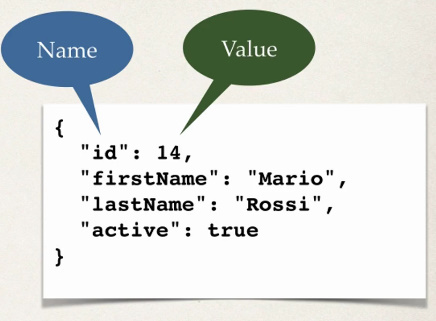 Name
Value
{
"id": 14,
"firstName": "Mario",
"lastName": "Rossi",
"active": true
}